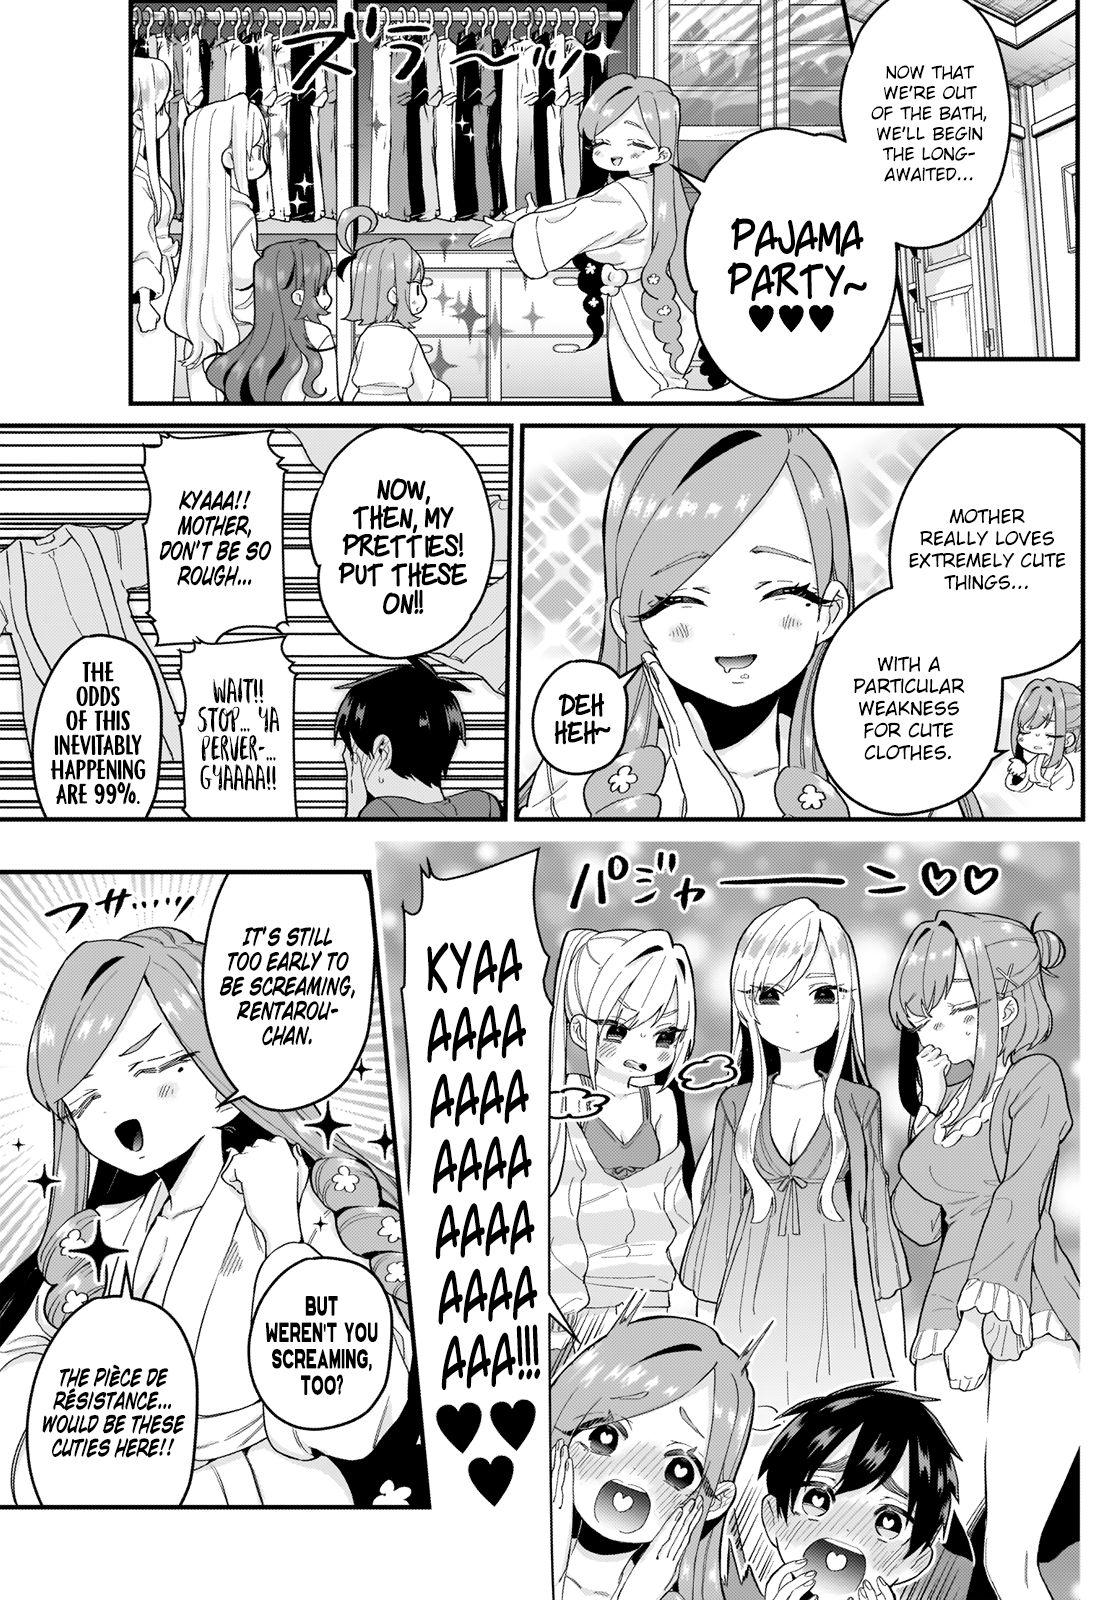 NOW THAT
WE'RE OUT
OF THE BATH,
WE'LL BEGIN
THE LONG-
AWAITED...
PAJAMA
PARTY~
♥♥♥
ズラ〜ッ
MOTHER
REALLY LOVES
EXTREMELY CUTE
THINGS...
WITH A
PARTICULAR
WEAKNESS
FOR CUTE
CLOTHES.
DEH
HEH~
NOW,
THEN, MY
PRETTIES!
PUT THESE
ON!!
KYAAA!!
MOTHER,
DON'T BE SO
ROUGH...
WAIT!!
STOP... YA
PERVER-...
GYAAAA!!
THE
ODDS
OF THIS
INEVITABLY
HAPPENING
ARE 99%.
パジャーーン♡♡
KYAA
AAAA
AAAA
AAAA
AAAA
AAAA
AAA!!!
♥♥
♥
IT'S STILL
TOO EARLY TO
BE SCREAMING,
RENTAROU-
CHAN.
フサ……ッ
BUT
WEREN'T YOU
SCREAMING,
TOO?
THE PIÈCE DE
RÉSISTANCE...
WOULD BE THESE
CUTIES HERE!!